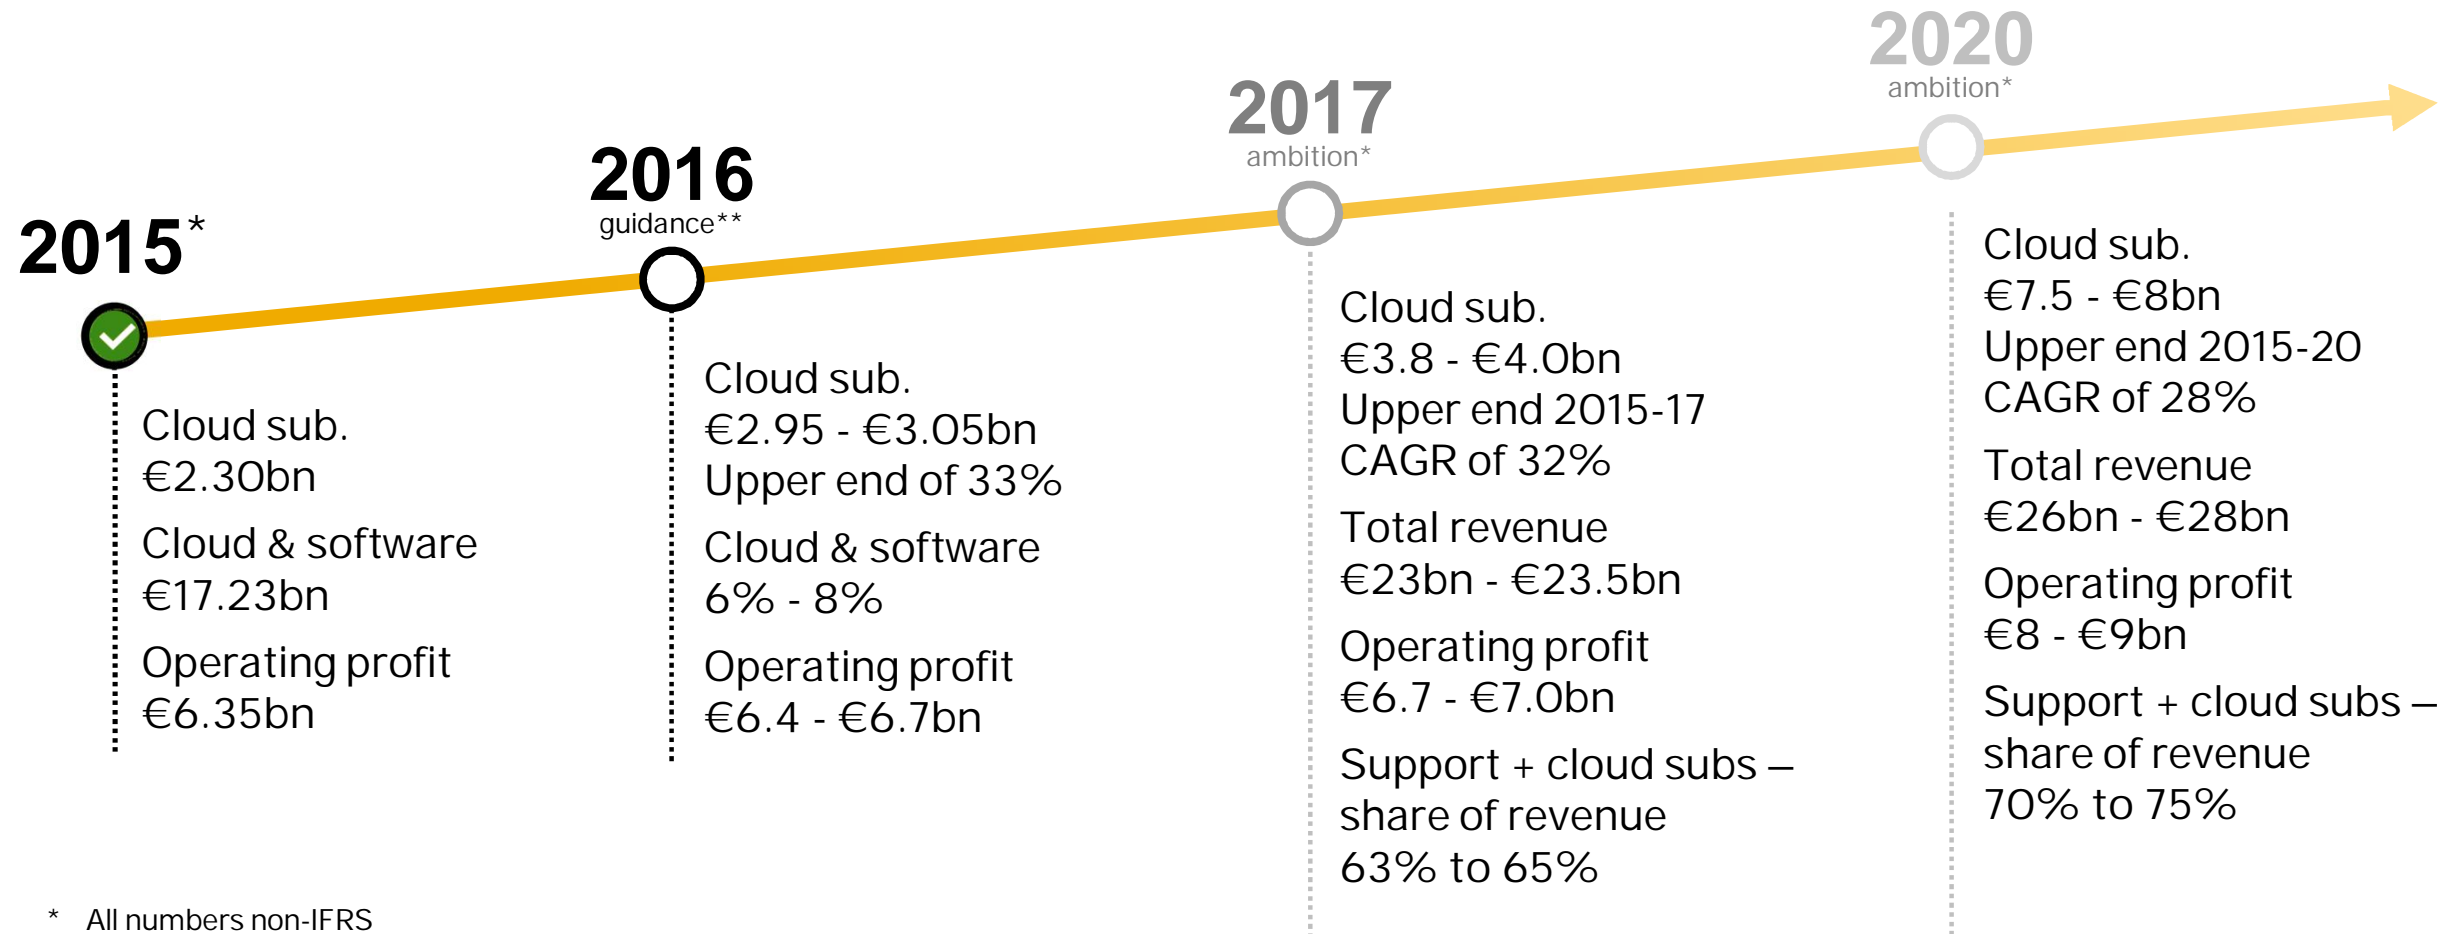 2015*
Cloud sub.
€2.30bn
Cloud & software
€17.23bn
Operating profit
€6.35bn
2016
guidance**
Cloud sub.
€2.95 - €3.05bn
Upper end of 33%
Cloud & software
6% - 8%
Operating profit
€6.4 - €6.7bn
2017
ambition*
Cloud sub.
€3.8 - €4.0bn
Upper end 2015-17
CAGR of 32%
Total revenue
€23bn - €23.5bn
Operating profit
€6.7 - €7.0bn
Support + cloud subs –
share of revenue
63% to 65%
2020
ambition*
Cloud sub.
€7.5 - €8bn
Upper end 2015-20
CAGR of 28%
Total revenue
€26bn - €28bn
Operating profit
€8 - €9bn
Support + cloud subs –
share of revenue
70% to 75%
* All numbers non-IFRS